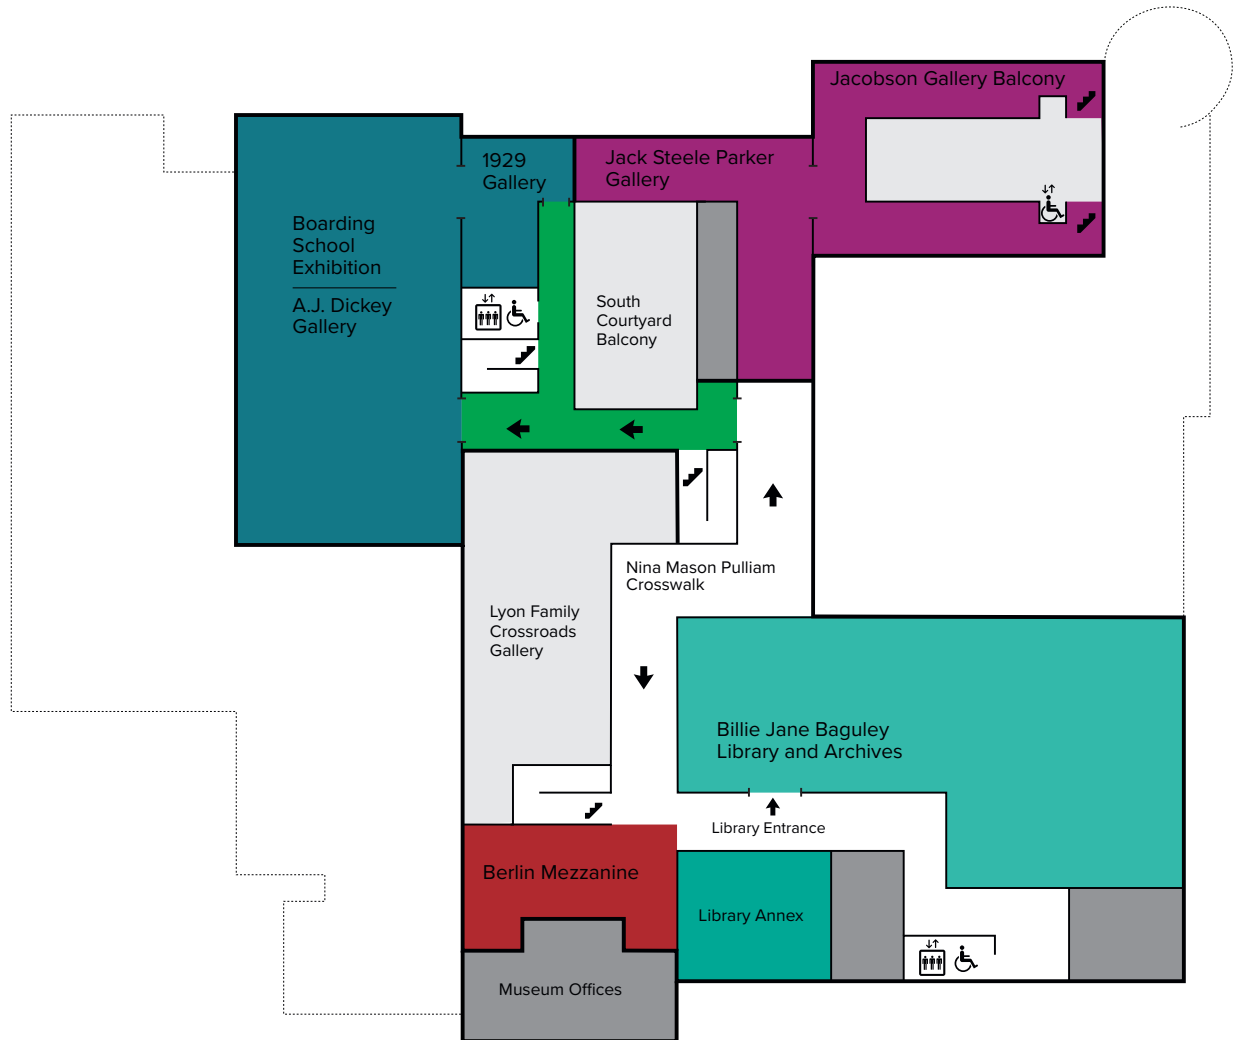 Jacobson Gallery Balcony
1929
Gallery
Jack Steele Parker
Gallery
Boarding
School
Exhibition
A.J. Dickey
Gallery
South
Courtyard
Balcony
Nina Mason Pulliam
Crosswalk
Lyon Family
Crossroads
Gallery
Billie Jane Baguley
Library and Archives
Library Entrance
Berlin Mezzanine
Library Annex
Museum Offices